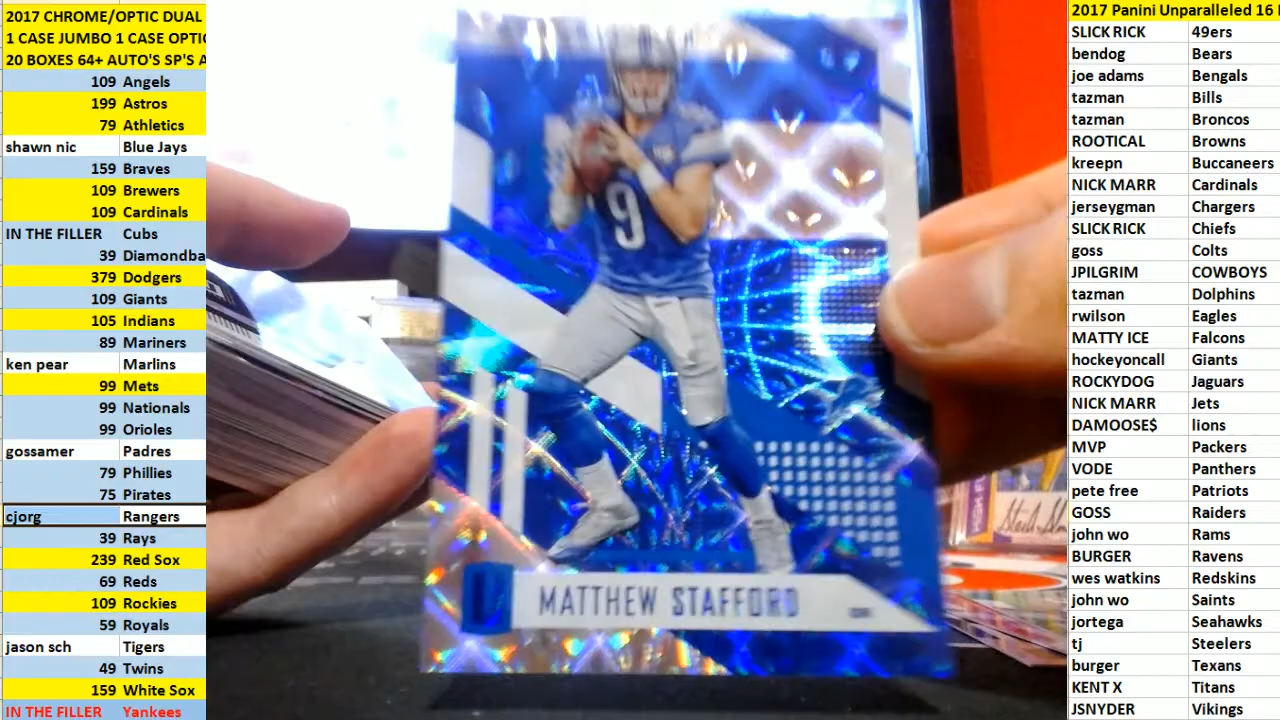 2017 CHROME/OPTIC DUAL
1 CASE JUMBO 1 CASE OPTIC
20 BOXES 64+ AUTO'S SP'S A
109 Angels
199 Astros
79 Athletics
shawn nic Blue Jays
159 Braves
109 Brewers
109 Cardinals
IN THE FILLER Cubs
39 Diamondba
379 Dodgers
109 Giants
105 Indians
89 Mariners
ken pear Marlins
99 Mets
99 Nationals
99 Orioles
gossamer Padres
79 Phillies
75 Pirates
cjorg Rangers
39 Rays
239 Red Sox
69 Reds
109 Rockies
59 Royals
jason sch Tigers
49 Twins
159 White Sox
IN THE FILLER Yankees
9
MATTHEW STAFFORD
2017 Panini Unparalleled 16
SLICK RICK 49ers
bendog Bears
joe adams Bengals
tazman Bills
tazman Broncos
ROOTICAL Browns
kreepn Buccaneers
NICK MARR Cardinals
jerseygman Chargers
SLICK RICK Chiefs
goss Colts
JPILGRIM COWBOYS
tazman Dolphins
rwilson Eagles
MATTY ICE Falcons
hockeyoncall Giants
ROCKYDOG Jaguars
NICK MARR Jets
DAMOOSE$ lions
MVP Packers
VODE Panthers
pete free Patriots
GOSS Raiders
john wo Rams
BURGER Ravens
wes watkins Redskins
john wo Saints
jortega Seahawks
tj Steelers
burger Texans
KENT X Titans
JSNYDER Vikings